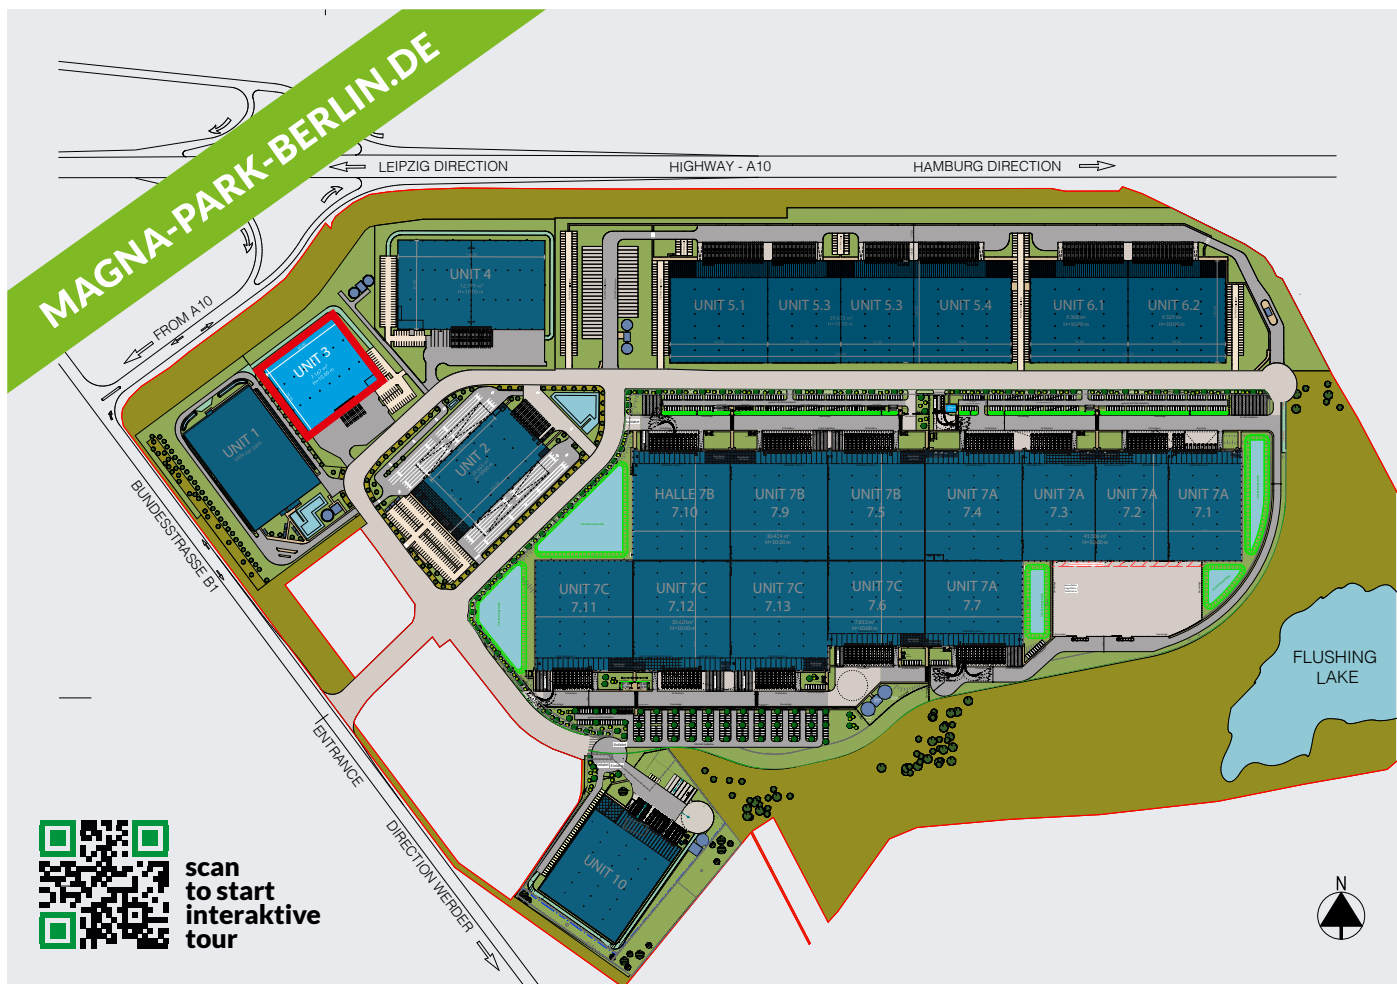 MAGNA-PARK-BERLIN.DE
LEIPZIG DIRECTION
HIGHWAY - A10
HAMBURG DIRECTION
FROM A10
UNIT 4
UNIT 5.1
UNIT 5.3
UNIT 5.3
UNIT 5.4
UNIT 6.1
UNIT 6.2
UNIT 3
UNIT 1
UNIT 2
HALLE 7B
7.10
UNIT 7B
7.9
UNIT 7B
7.5
UNIT 7A
7.4
UNIT 7A
7.3
UNIT 7A
7.2
UNIT 7A
7.1
UNIT 7C
7.11
UNIT 7C
7.12
UNIT 7C
7.13
UNIT 7C
7.6
UNIT 7A
7.7
BUNDESSTRASSE B1
FLUSHING
LAKE
ENTRANCE
DIRECTION WERDER
UNIT 10
scan
to start
interaktive
tour
N